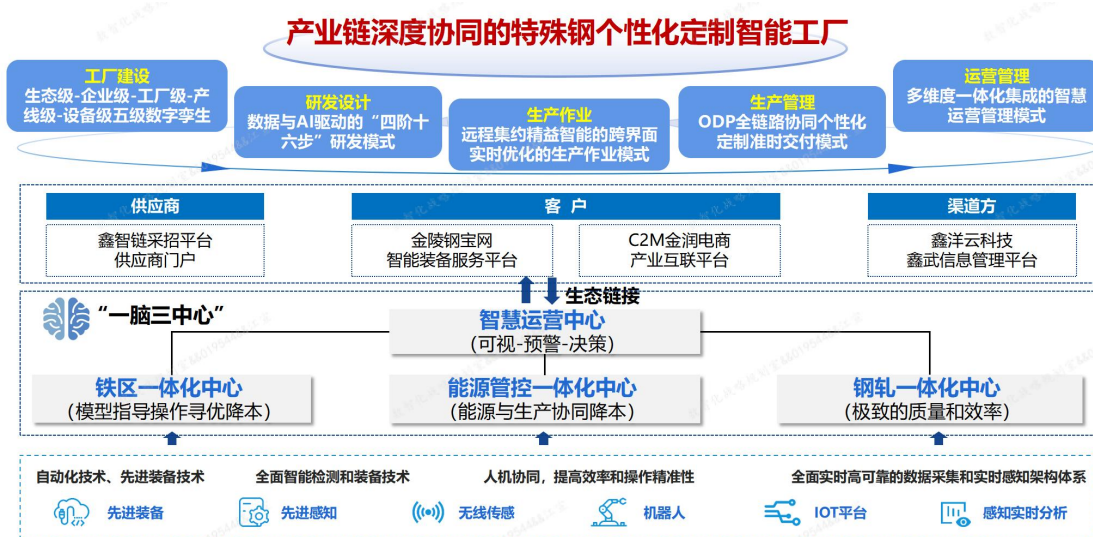 产业链深度协同的特殊钢个性化定制智能工厂
工厂建设
生态级-企业级-工厂级-产
线级-设备级五级数字孪生
研发设计
数据与AI驱动的“四阶十
六步”研发模式
生产作业
远程集约精益智能的跨界面
实时优化的生产作业模式
生产管理
ODP全链路协同个性化
定制准时交付模式
运营管理
多维度一体化集成的智慧
运营管理模式
供应商
鑫智链采招平台
供应商门户
客 户
金陵钢宝网
智能装备服务平台
C2M金润电商
产业互联平台
渠道方
鑫洋云科技
鑫武信息管理平台
生态链接
“一脑三中心”
智慧运营中心
(可视-预警-决策)
铁区一体化中心
(模型指导操作寻优降本)
能源管控一体化中心
(能源与生产协同降本)
钢轧一体化中心
(极致的质量和效率)
自动化技术、先进装备技术
全面智能检测和装备技术
人机协同，提高效率和操作精准性
全面实时高可靠的数据采集和实时感知架构体系
先进装备
先进感知
无线传感
机器人
IOT平台
感知实时分析